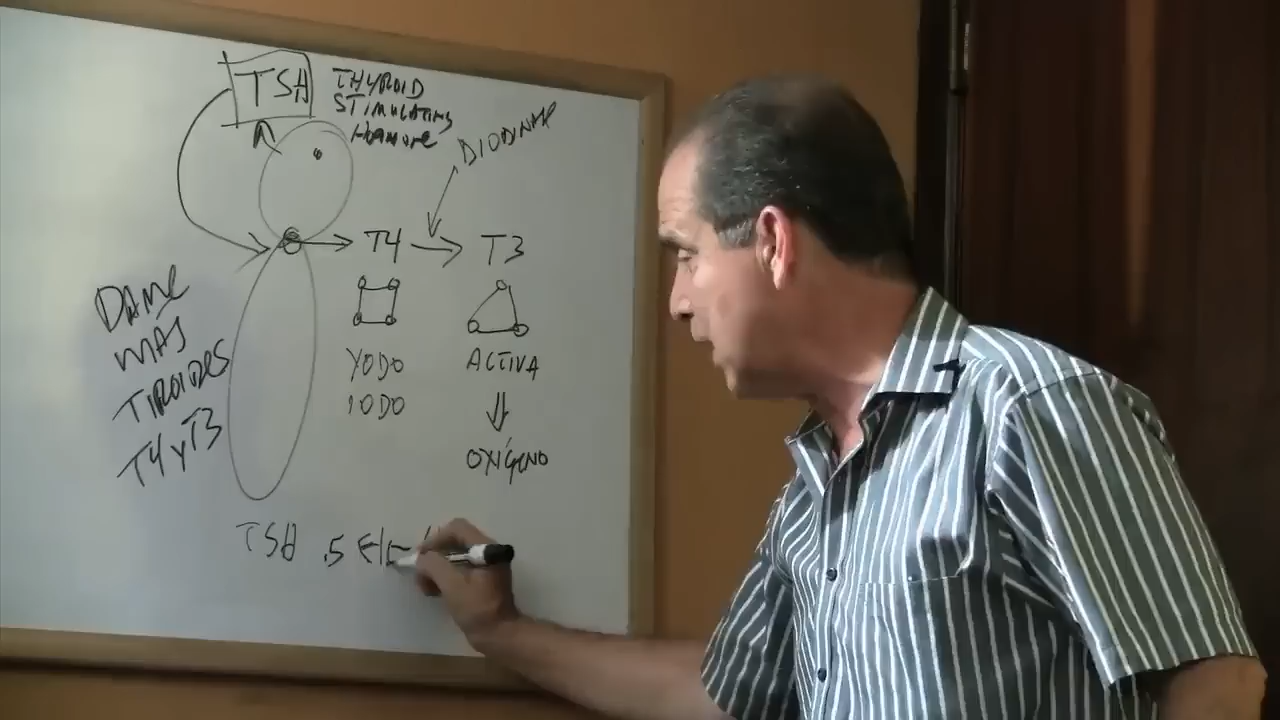 TSH
THYROID
STIMULATING
HORMONE
DIODINASA
T4 → T3
YODO
IODO
ACTIVA
OXÍGENO
DAME
MAS
TIROIDES
T4 y T3
TSH .5